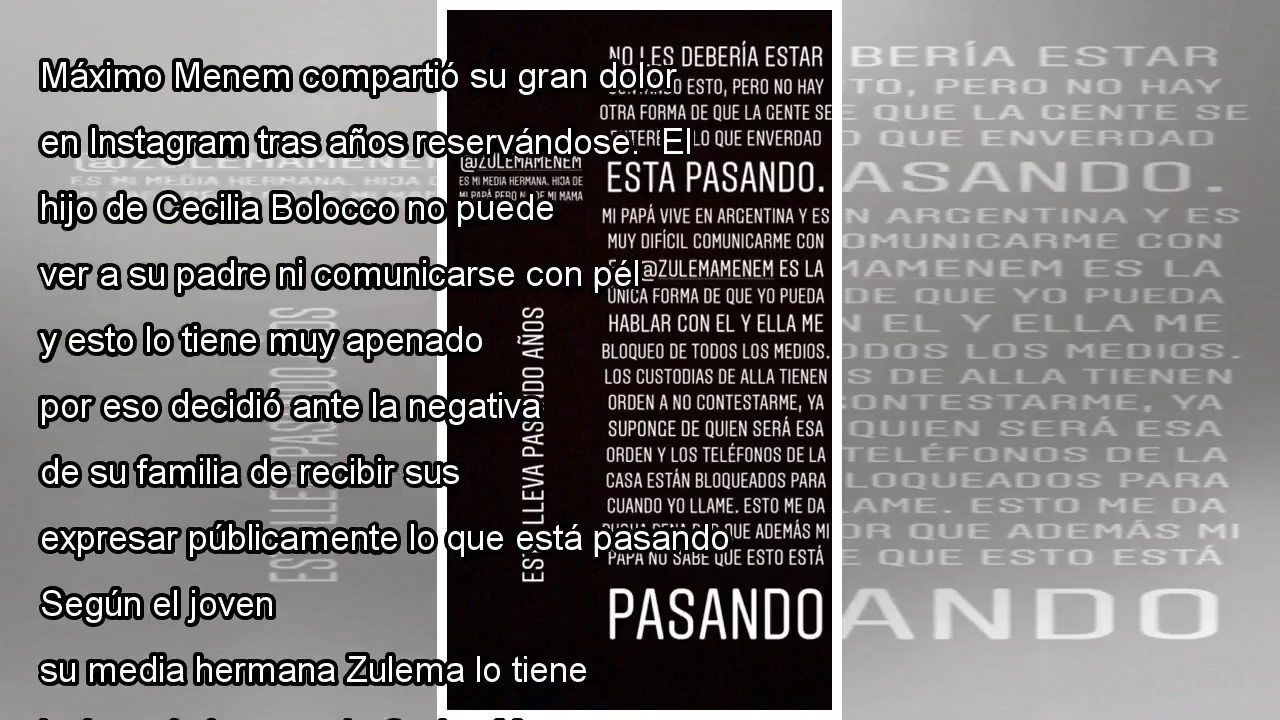 Máximo Menem compartió su gran dolor
en Instagram tras años reservándose. El
hijo de Cecilia Bolocco no puede
ver a su padre ni comunicarse con pél
y esto lo tiene muy apenado
por eso decidió ante la negativa
de su familia de recibir sus
expresar públicamente lo que está pasando
Según el joven
su media hermana Zulema lo tiene
@ZULEMAMENEM
ES MI MEDIA HERMANA. HIJA DE
MI PAPÀ PERO NO DE MI MAMA
LLEVA PASANDO AÑOS
NO LES DEBERÍA ESTAR
ESTO, PERO NO HAY
OTRA FORMA DE QUE LA GENTE SE
LO QUE ENVERDAD
ESTA PASANDO.
MI PAPÁ VIVE EN ARGENTINA Y ES
MUY DIFÍCIL COMUNICARME CON
@ZULEMAMENEM ES LA
ÚNICA FORMA DE QUE YO PUEDA
HABLAR CON EL Y ELLA ME
BLOQUEO DE TODOS LOS MEDIOS.
LOS CUSTODIAS DE ALLA TIENEN
ORDEN A NO CONTESTARME, YA
SUPONCE DE QUIEN SERÁ ESA
ORDEN Y LOS TELÉFONOS DE LA
CASA ESTÁN BLOQUEADOS PARA
CUANDO YO LLAME. ESTO ME DA
QUE ADEMÁS MI
PAPA NO SABE QUE ESTO ESTÁ
PASANDO